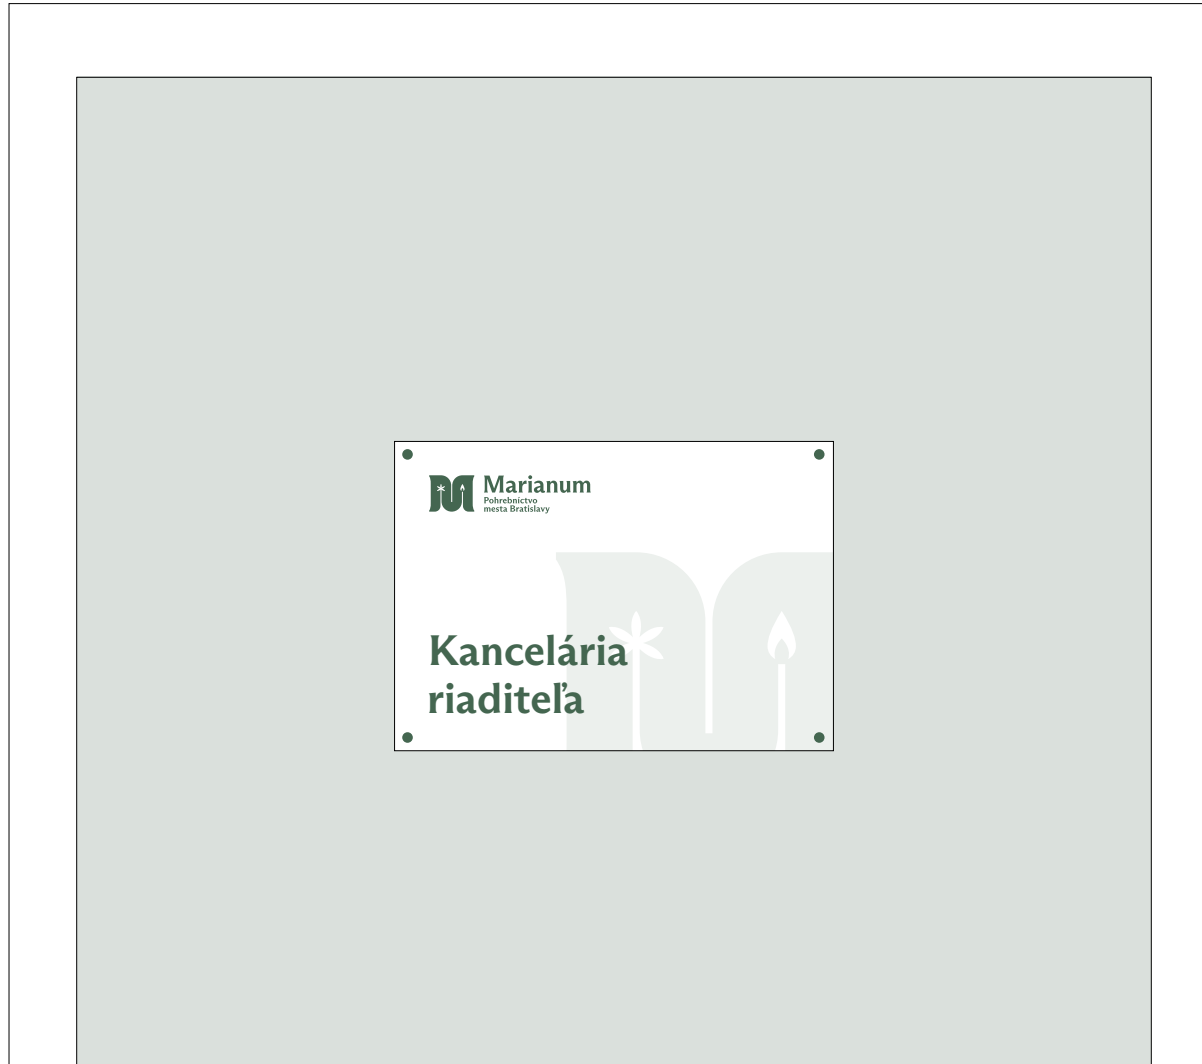 Marianum
Pohrebníctvo
mesta Bratislavy
Kancelária
riaditeľa